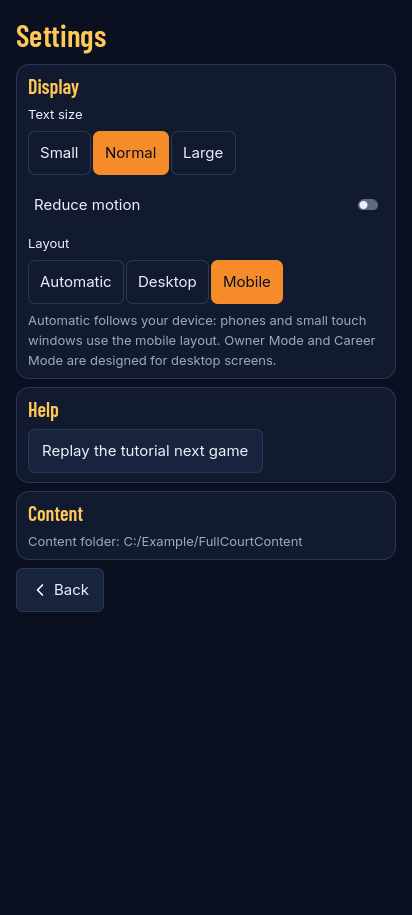 Settings
Display
Text size
Small Normal Large
Reduce motion
Layout
Automatic Desktop Mobile
Automatic follows your device: phones and small touch
windows use the mobile layout. Owner Mode and Career
Mode are designed for desktop screens.
Help
Replay the tutorial next game
Content
Content folder: C:/Example/FullCourtContent
Back